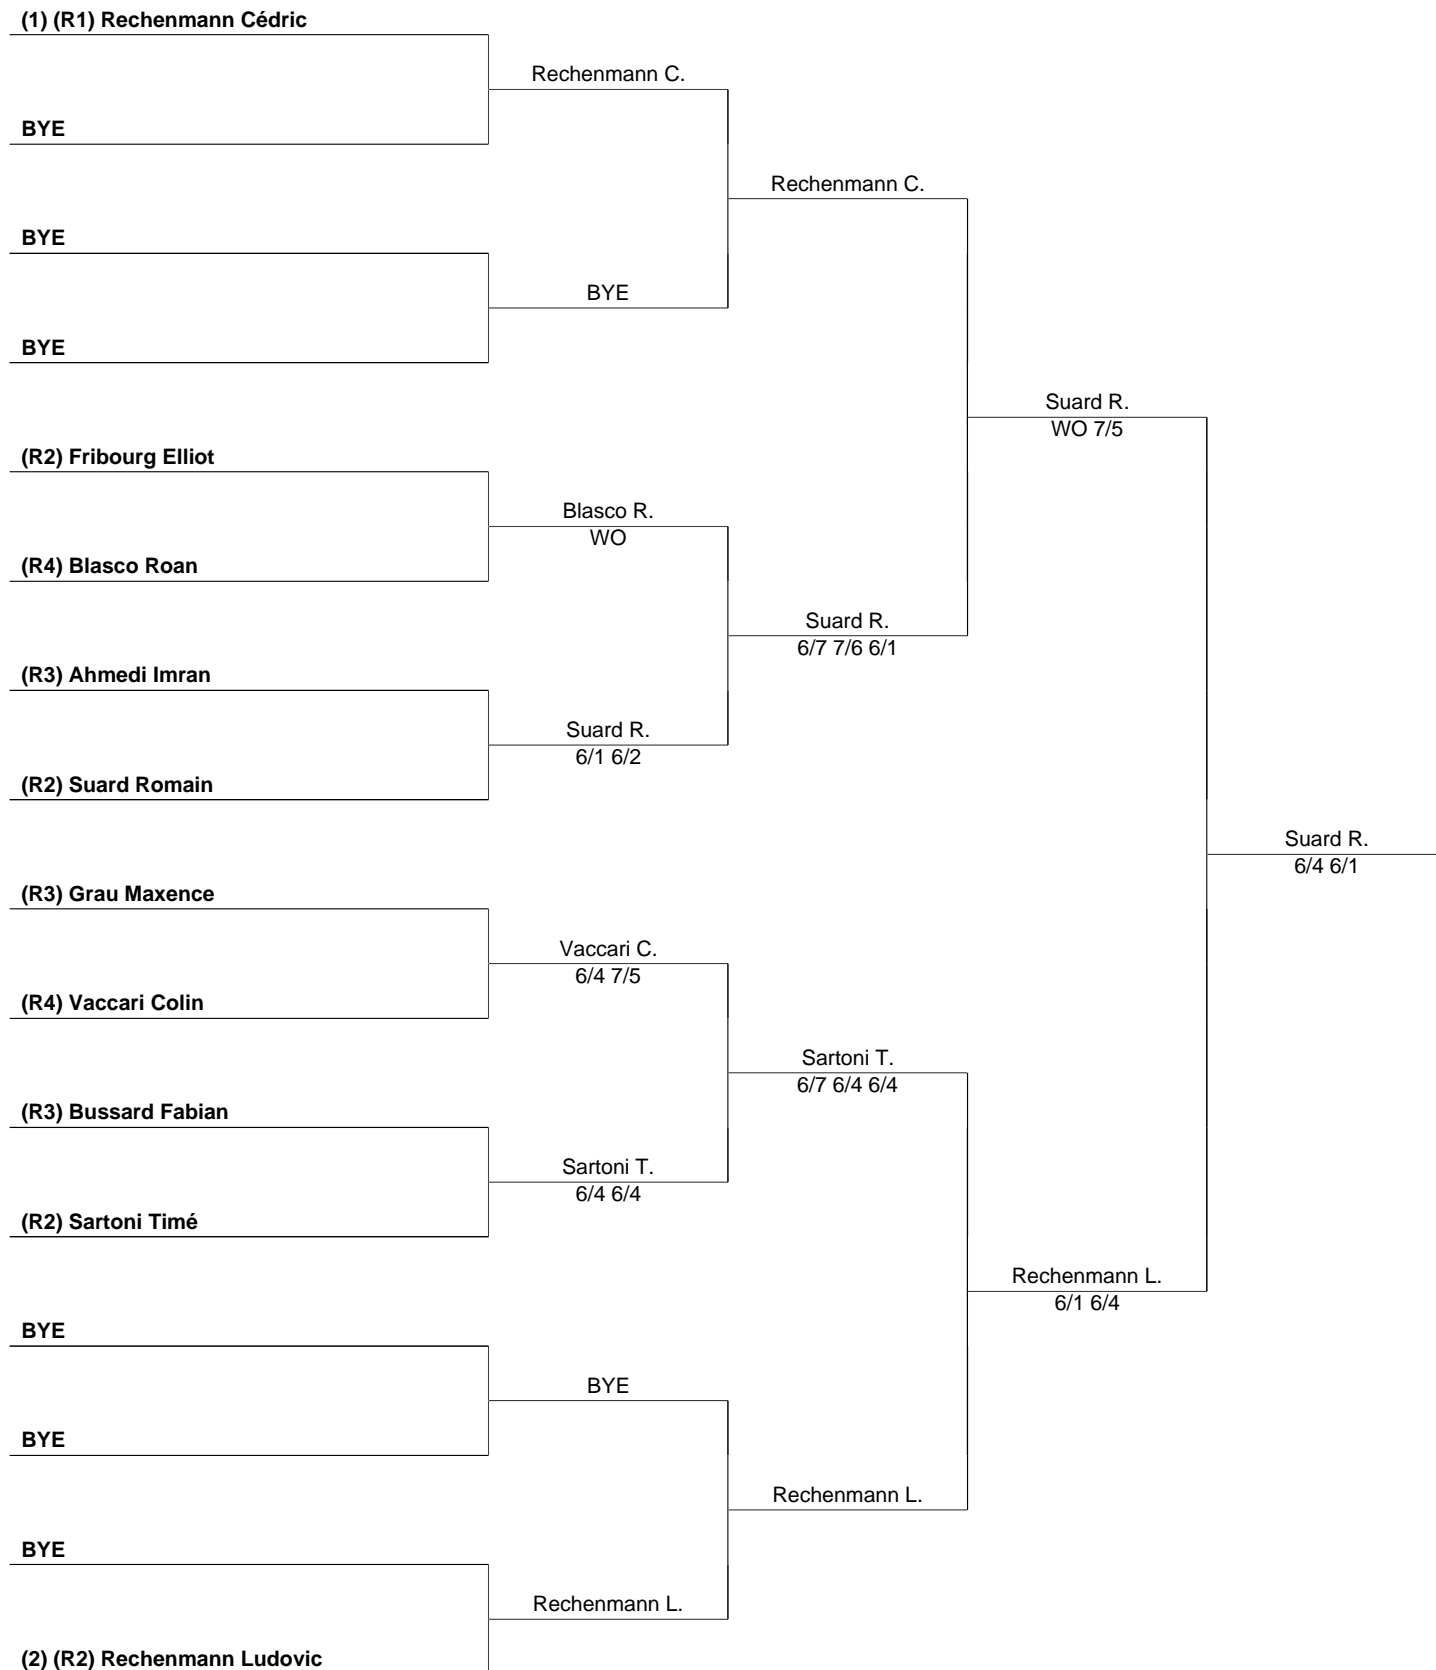 (1) (R1) Rechenmann Cédric
Rechenmann C.
BYE
Rechenmann C.
BYE
BYE
BYE
Suard R.
WO 7/5
(R2) Fribourg Elliot
Blasco R.
WO
(R4) Blasco Roan
Suard R.
6/7 7/6 6/1
(R3) Ahmedi Imran
Suard R.
6/1 6/2
(R2) Suard Romain
Suard R.
6/4 6/1
(R3) Grau Maxence
Vaccari C.
6/4 7/5
(R4) Vaccari Colin
Sartoni T.
6/7 6/4 6/4
(R3) Bussard Fabian
Sartoni T.
6/4 6/4
(R2) Sartoni Timé
Rechenmann L.
6/1 6/4
BYE
BYE
BYE
Rechenmann L.
BYE
Rechenmann L.
(2) (R2) Rechenmann Ludovic